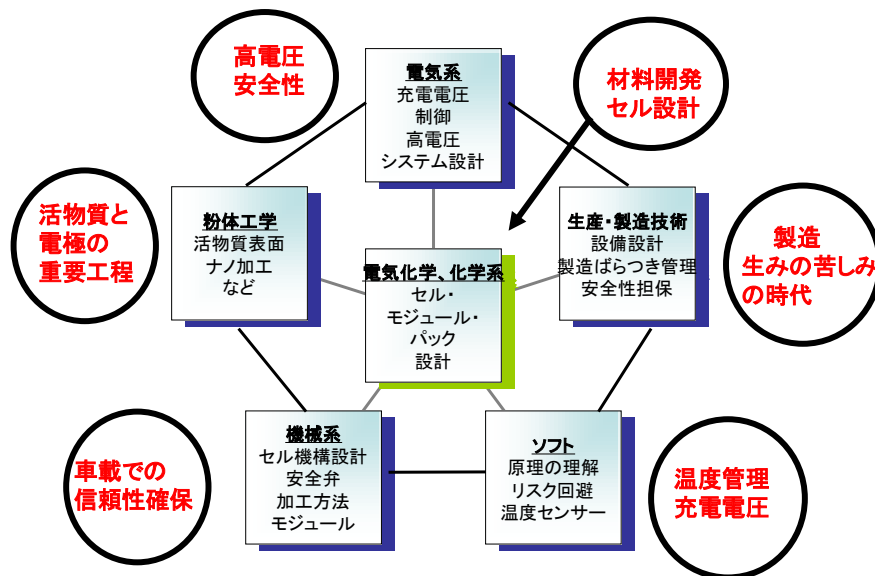 高電圧
安全性
電気系
充電電圧
制御
高電圧
システム設計
材料開発
セル設計
活物質と
電極の
重要工程
粉体工学
活物質表面
ナノ加工
など
電気化学、化学系
セル・
モジュール・
パック
設計
生産・製造技術
設備設計
製造ばらつき管理
安全性担保
製造
生みの苦しみ
の時代
車載での
信頼性確保
機械系
セル機構設計
安全弁
加工方法
モジュール
ソフト
原理の理解
リスク回避
温度センサー
温度管理
充電電圧